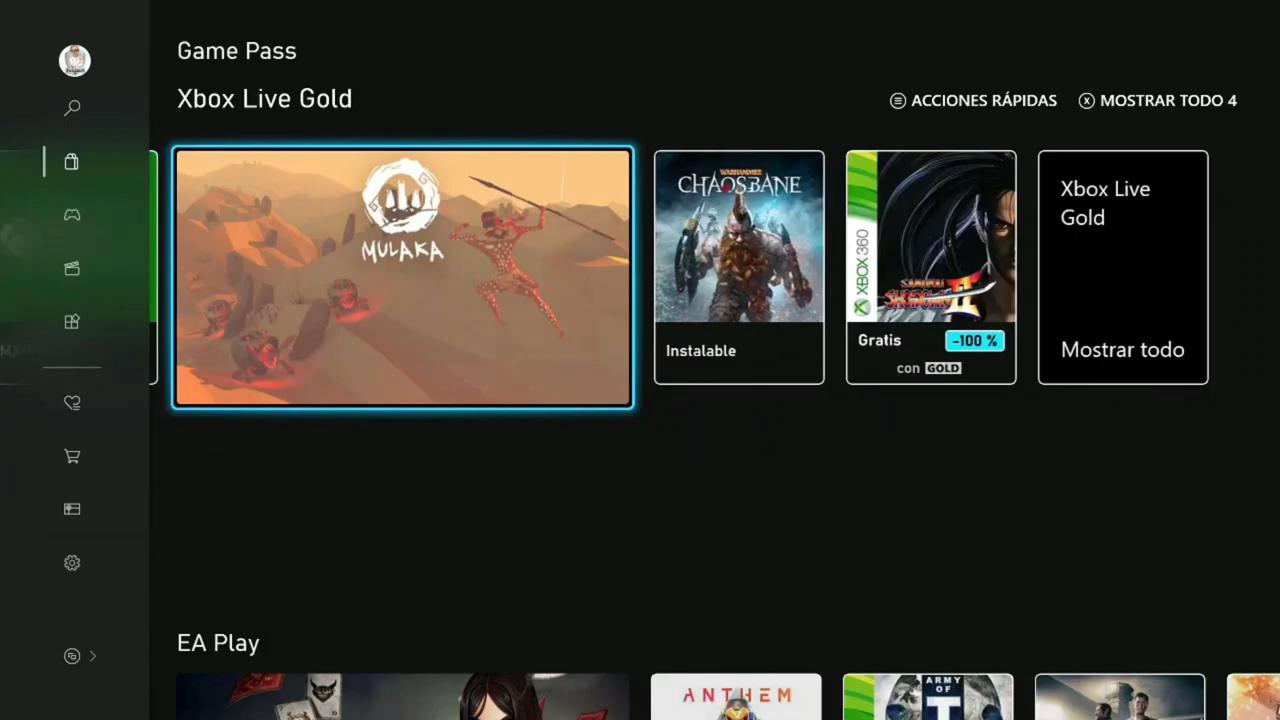 Game Pass
Xbox Live Gold
ACCIONES RÁPIDAS
MOSTRAR TODO 4
MULAKA
WARHAMMER
CHAOSBANE
Instalable
XBOX 360
SAMURAI
SHODOWN II
Gratis
-100 %
con GOLD
Xbox Live
Gold
Mostrar todo
EA Play
ANTHEM
ARMY
OF
T